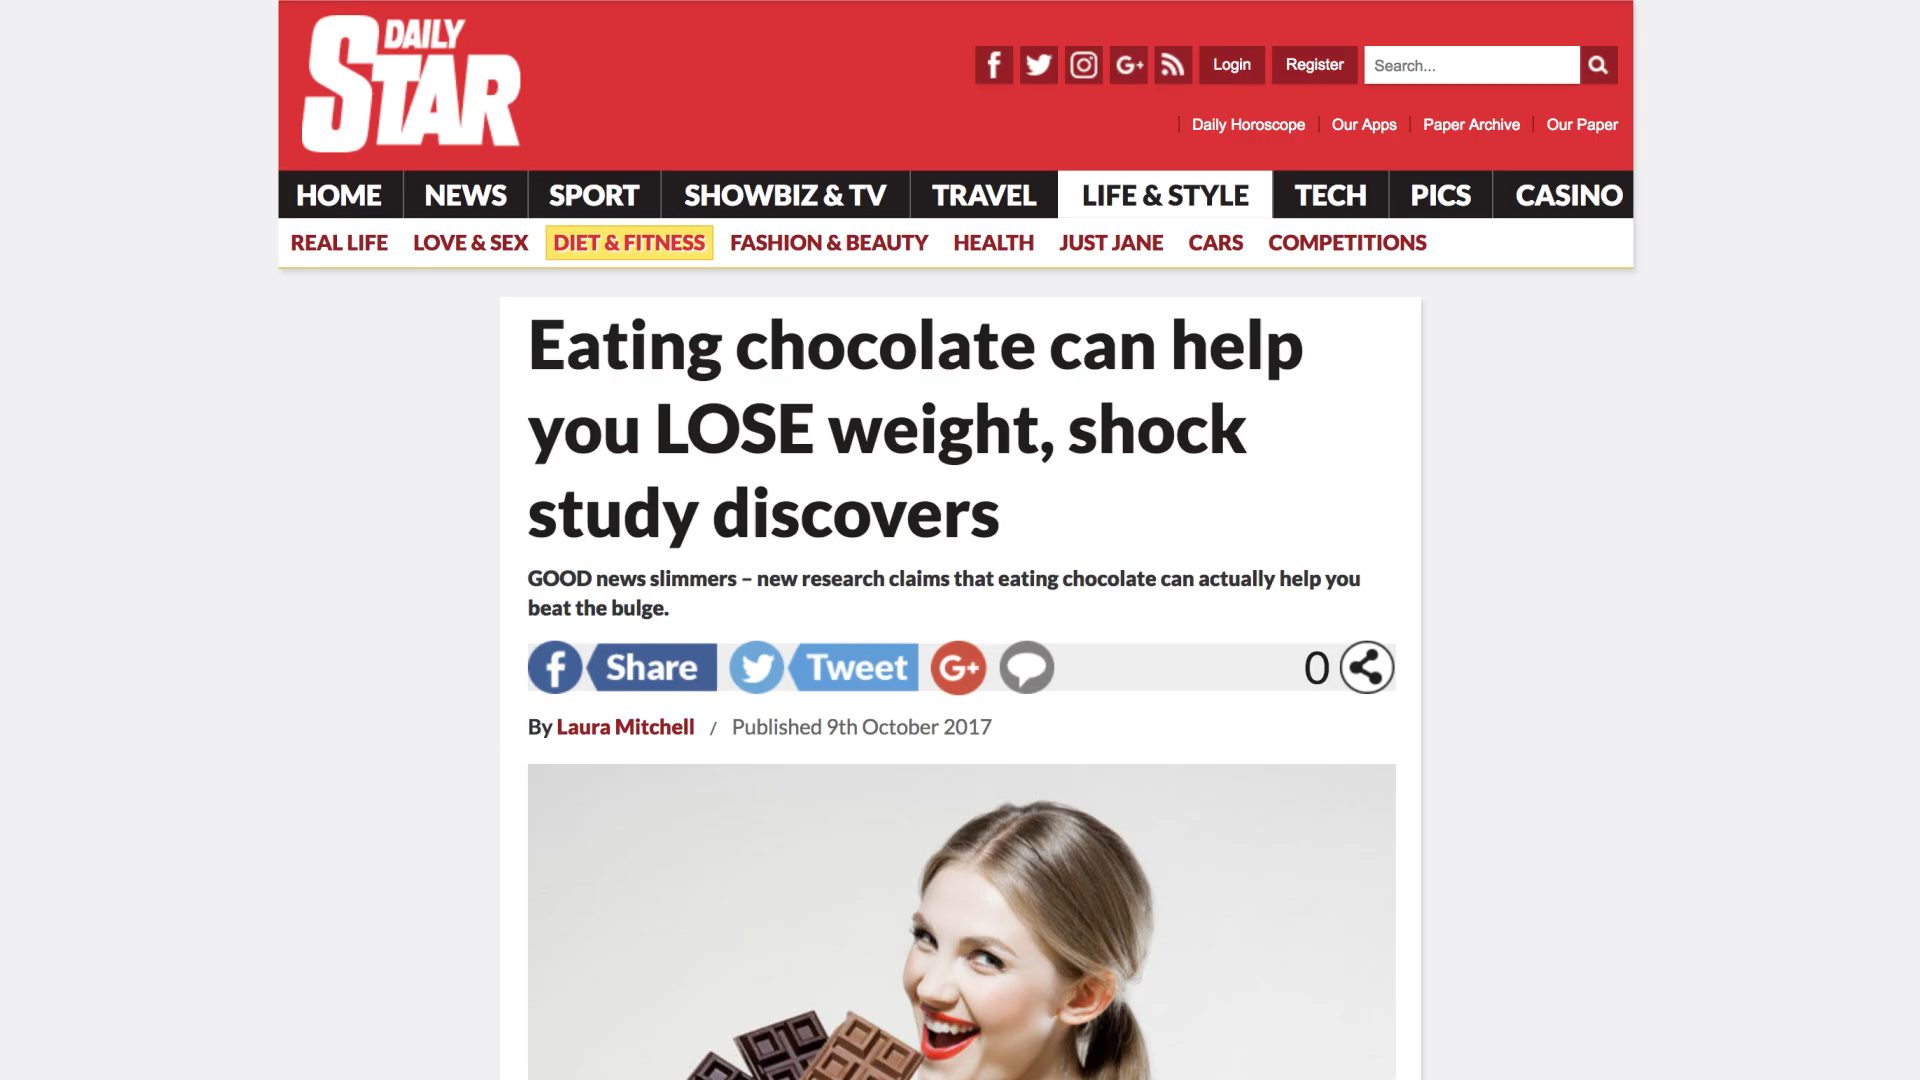 DAILY
STAR
f
G+
Login
Register
Search...
Daily Horoscope
Our Apps
Paper Archive
Our Paper
HOME
NEWS
SPORT
SHOWBIZ & TV
TRAVEL
LIFE & STYLE
TECH
PICS
CASINO
REAL LIFE
LOVE & SEX
DIET & FITNESS
FASHION & BEAUTY
HEALTH
JUST JANE
CARS
COMPETITIONS
Eating chocolate can help
you LOSE weight, shock
study discovers
GOOD news slimmers – new research claims that eating chocolate can actually help you
beat the bulge.
f Share
Tweet
G+
0
By Laura Mitchell / Published 9th October 2017